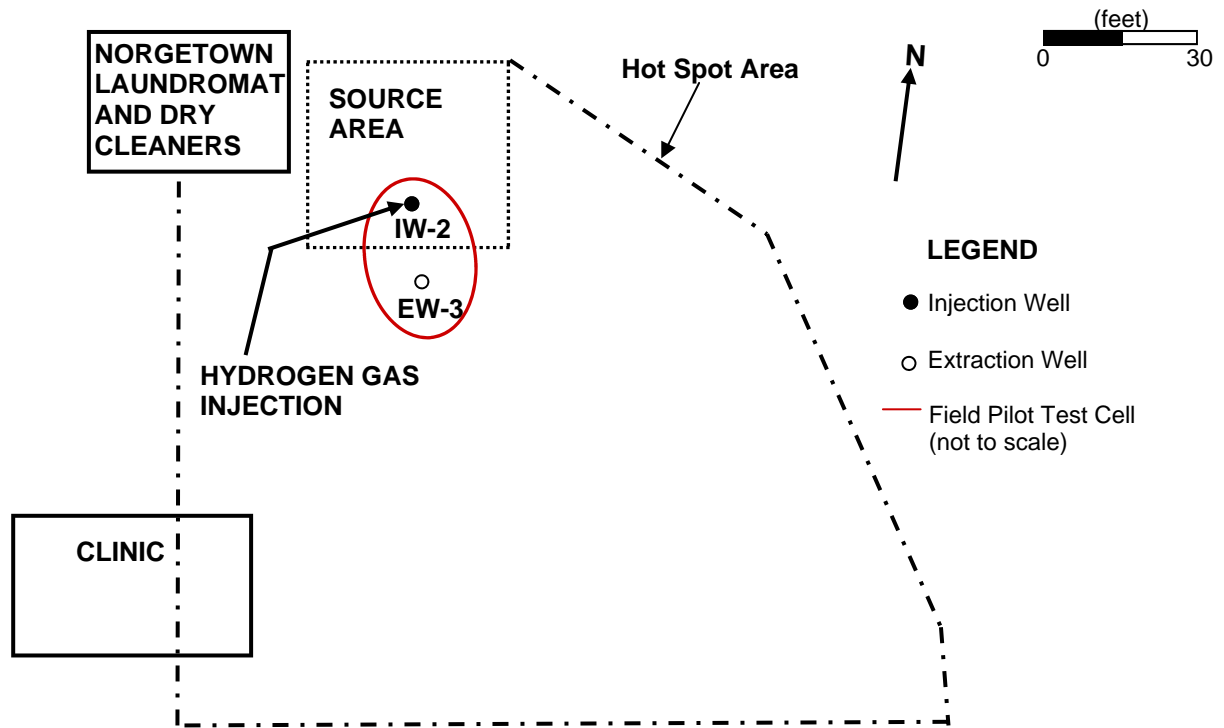 NORGETOWN
LAUNDROMAT
AND DRY
CLEANERS
SOURCE
AREA
Hot Spot Area
N
(feet)
0 30
IW-2
EW-3
HYDROGEN GAS
INJECTION
LEGEND
Injection Well
Extraction Well
Field Pilot Test Cell
(not to scale)
CLINIC